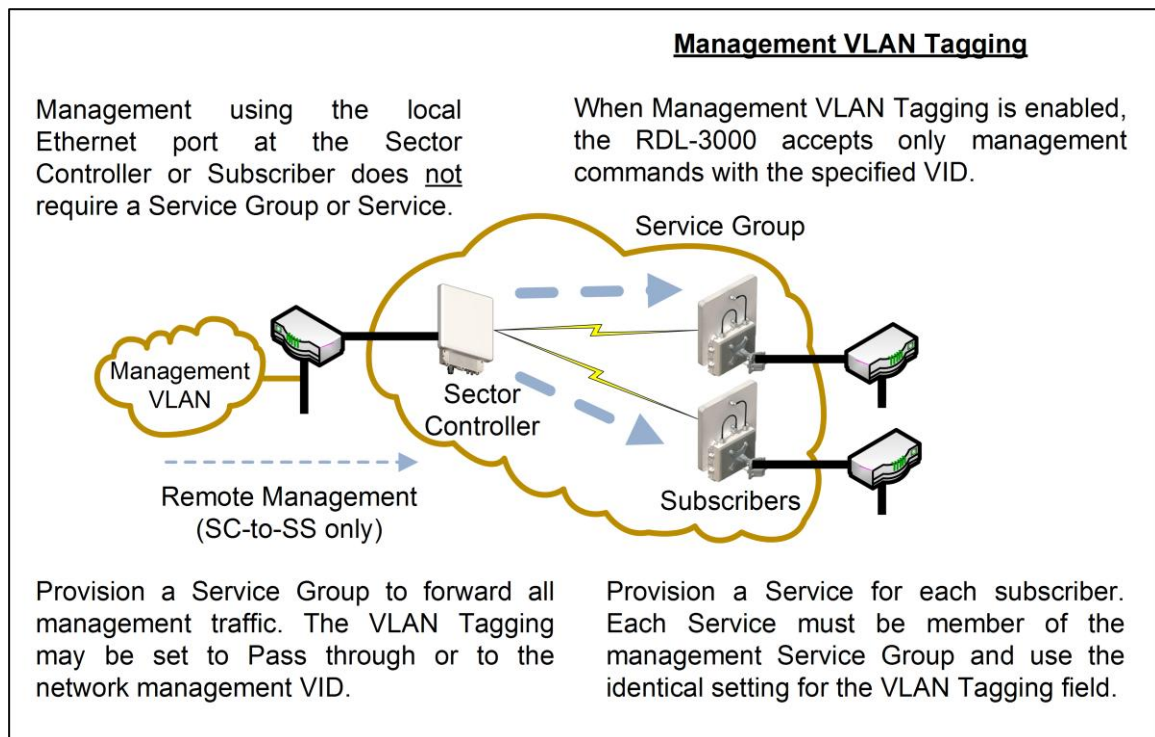 Management VLAN Tagging
Management using the local
Ethernet port at the Sector
Controller or Subscriber does not
require a Service Group or Service.
When Management VLAN Tagging is enabled,
the RDL-3000 accepts only management
commands with the specified VID.
Service Group
Management
VLAN
Sector
Controller
Subscribers
Remote Management
(SC-to-SS only)
Provision a Service Group to forward all
management traffic. The VLAN Tagging
may be set to Pass through or to the
network management VID.
Provision a Service for each subscriber.
Each Service must be member of the
management Service Group and use the
identical setting for the VLAN Tagging field.